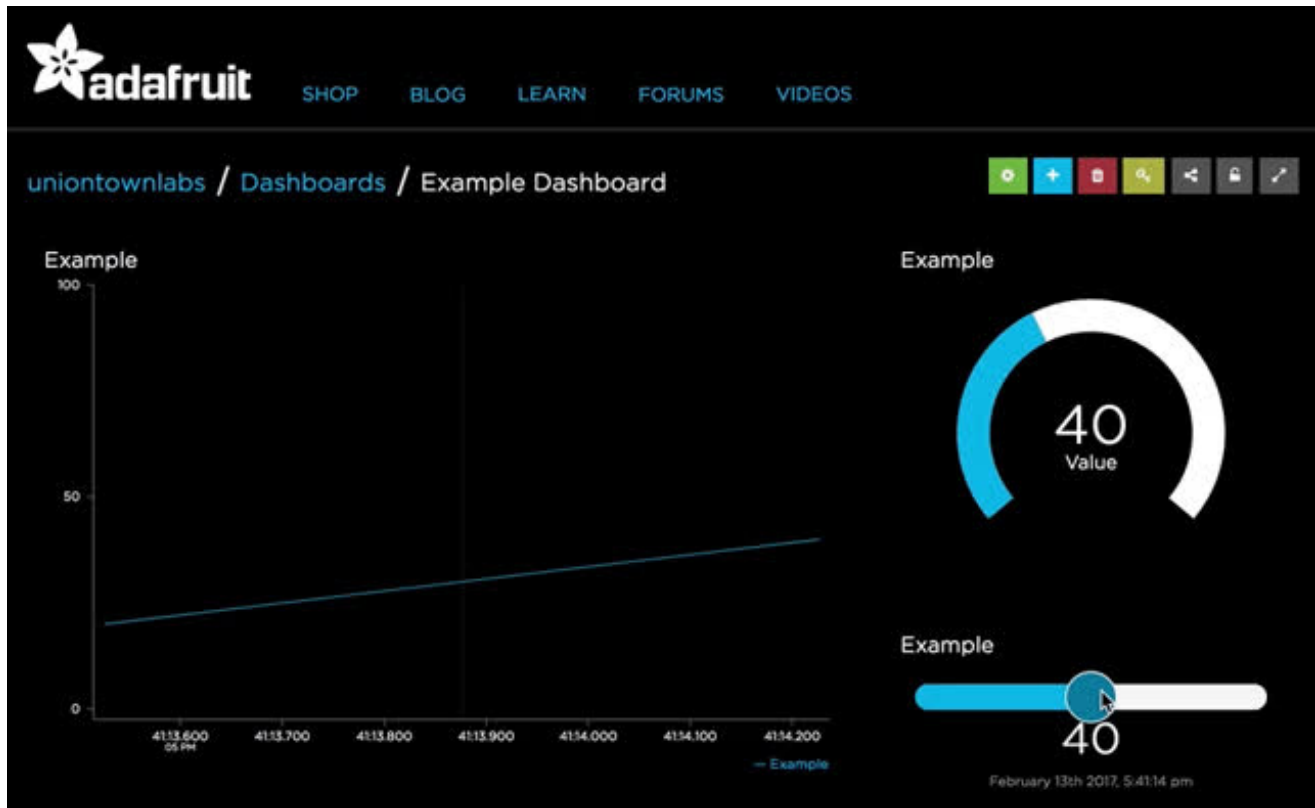 adafruit
SHOP BLOG LEARN FORUMS VIDEOS
uniontownlabs / Dashboards / Example Dashboard
Example
100
50
0
41:13.600 41:13.700 41:13.800 41:13.900 41:14.000 41:14.100 41:14.200
05 PM
— Example
Example
40
Value
Example
40
February 13th 2017, 5:41:14 pm